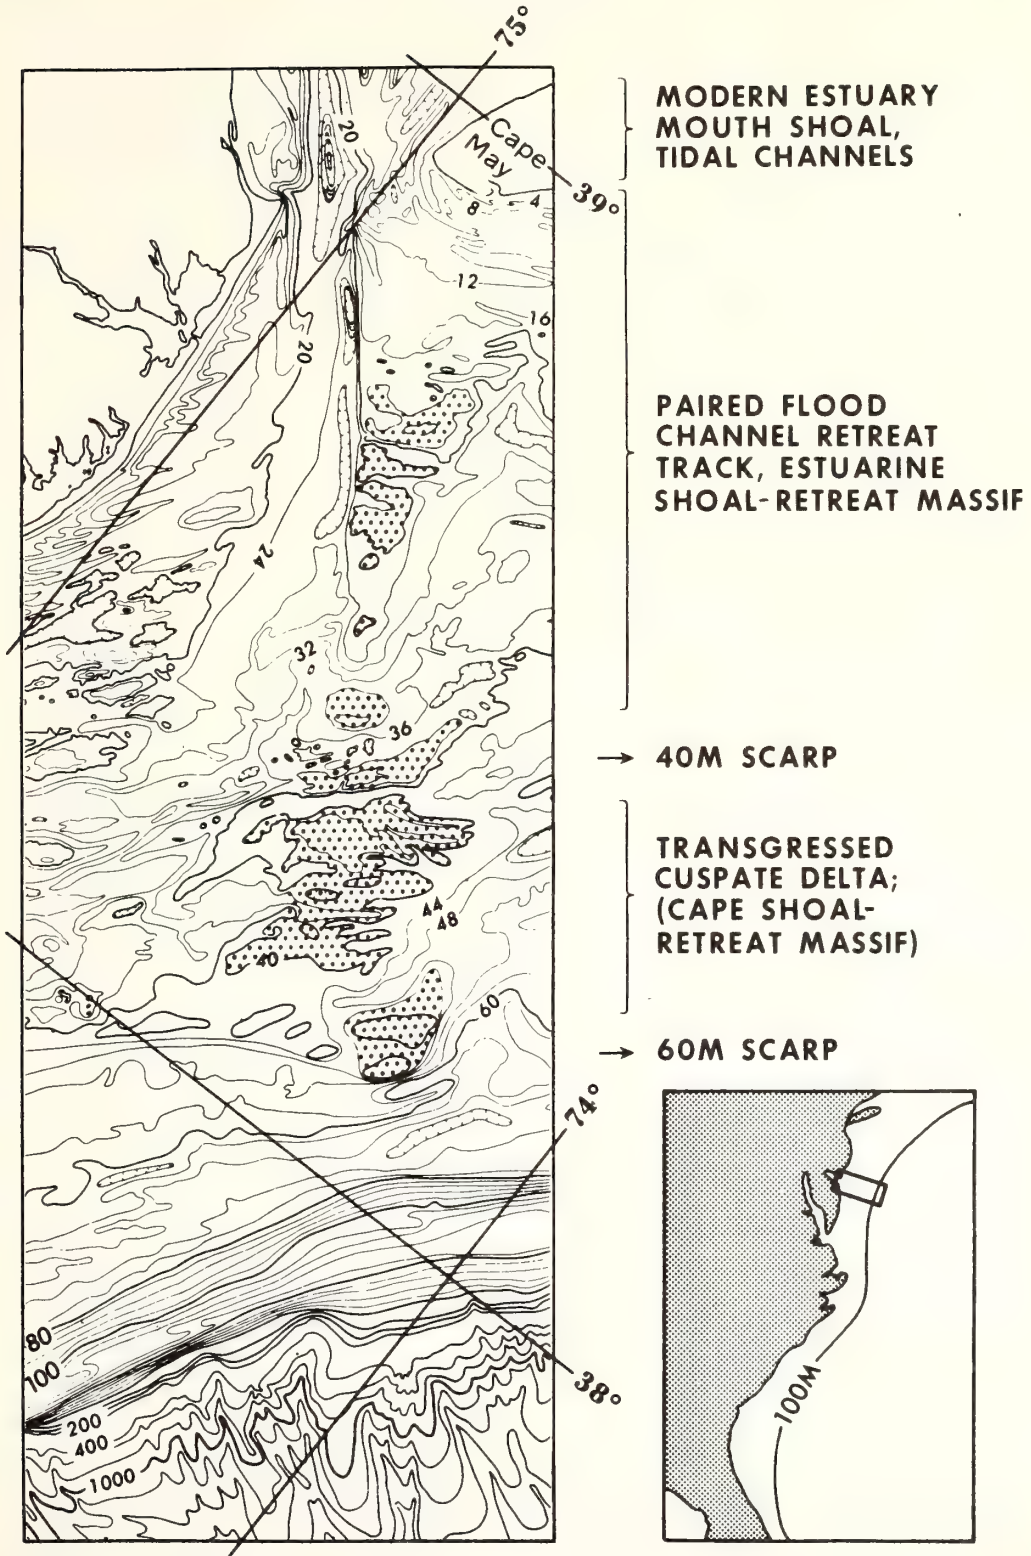 75°
20
Cape
May
39°
8
4
12
16
20
24
32
36
44
48
40
60
74°
80
100
200
400
1000
38°
MODERN ESTUARY
MOUTH SHOAL,
TIDAL CHANNELS
PAIRED FLOOD
CHANNEL RETREAT
TRACK, ESTUARINE
SHOAL-RETREAT MASSIF
40M SCARP
TRANSGRESSED
CUSPATE DELTA;
(CAPE SHOAL-
RETREAT MASSIF)
60M SCARP
100M